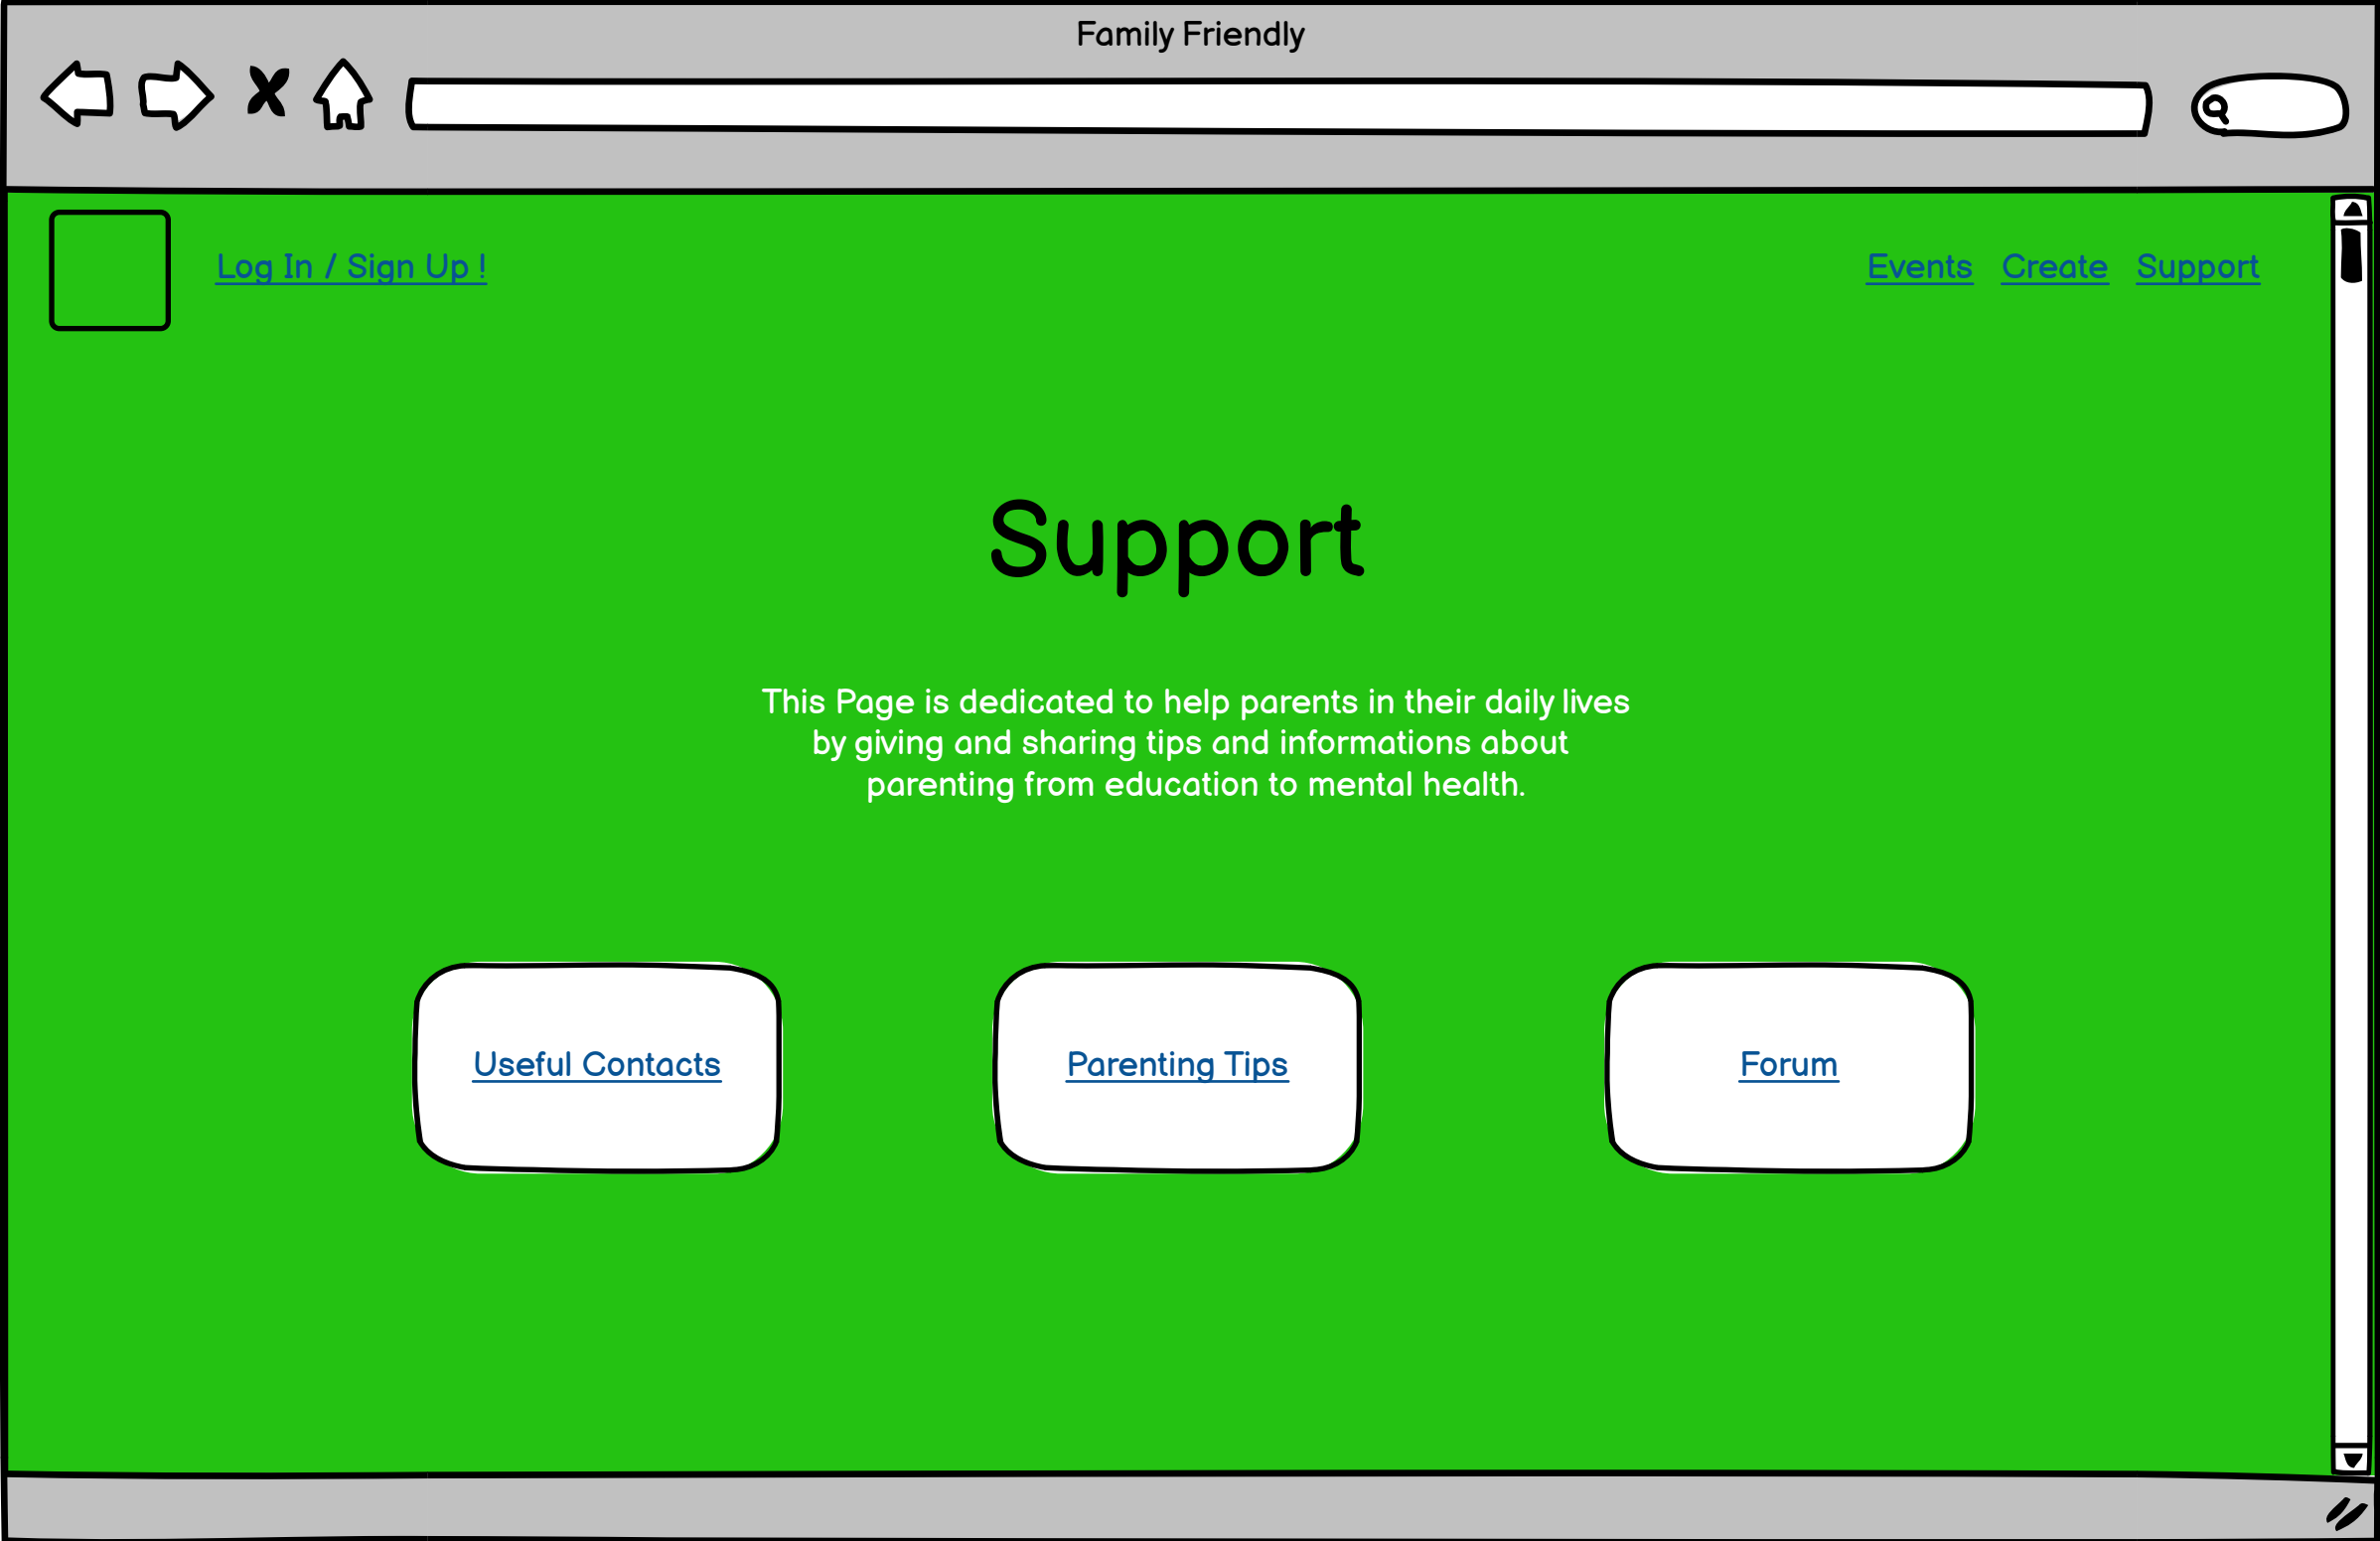 Family Friendly
Log In / Sign Up !
Events Create Support
Support
This Page is dedicated to help parents in their daily lives
by giving and sharing tips and informations about
parenting from education to mental health.
Useful Contacts
Parenting Tips
Forum